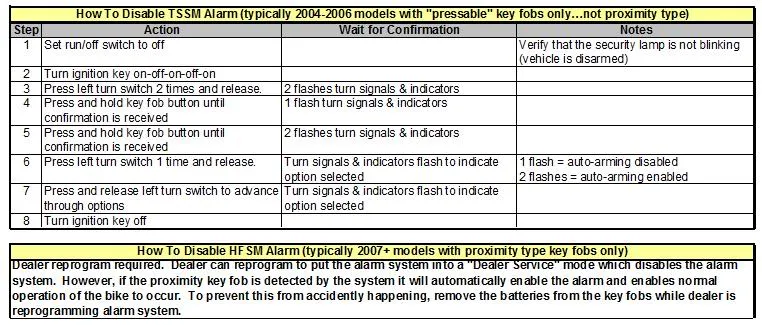 How To Disable TSSM Alarm (typically 2004-2006 models with "pressable" key fobs only...not proximity type)
Step Action Wait for Confirmation Notes
1 Set run/off switch to off Verify that the security lamp is not blinking
(vehicle is disarmed)
2 Turn ignition key on-off-on-off-on
3 Press left turn switch 2 times and release. 2 flashes turn signals & indicators
4 Press and hold key fob button until 1 flash turn signals & indicators
confirmation is received
5 Press and hold key fob button until 2 flashes turn signals & indicators
confirmation is received
6 Press left turn switch 1 time and release. Turn signals & indicators flash to indicate 1 flash = auto-arming disabled
option selected 2 flashes = auto-arming enabled
7 Press and release left turn switch to advance Turn signals & indicators flash to indicate
through options option selected
8 Turn ignition key off
How To Disable HFSM Alarm (typically 2007+ models with proximity type key fobs only)
Dealer reprogram required. Dealer can reprogram to put the alarm system into a "Dealer Service" mode which disables the alarm
system. However, if the proximity key fob is detected by the system it will automatically enable the alarm and enables normal
operation of the bike to occur. To prevent this from accidently happening, remove the batteries from the key fobs while dealer is
reprogramming alarm system.